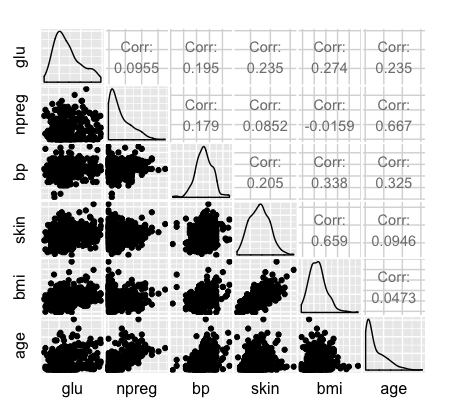 glu
Corr: Corr: Corr: Corr: Corr:
0.0955 0.195 0.235 0.274 0.235
npreg
Corr: Corr: Corr: Corr:
0.179 0.0852 -0.0159 0.667
bp
Corr: Corr: Corr:
0.205 0.338 0.325
skin
Corr: Corr:
0.659 0.0946
bmi
Corr:
0.0473
age
glu npreg bp skin bmi age